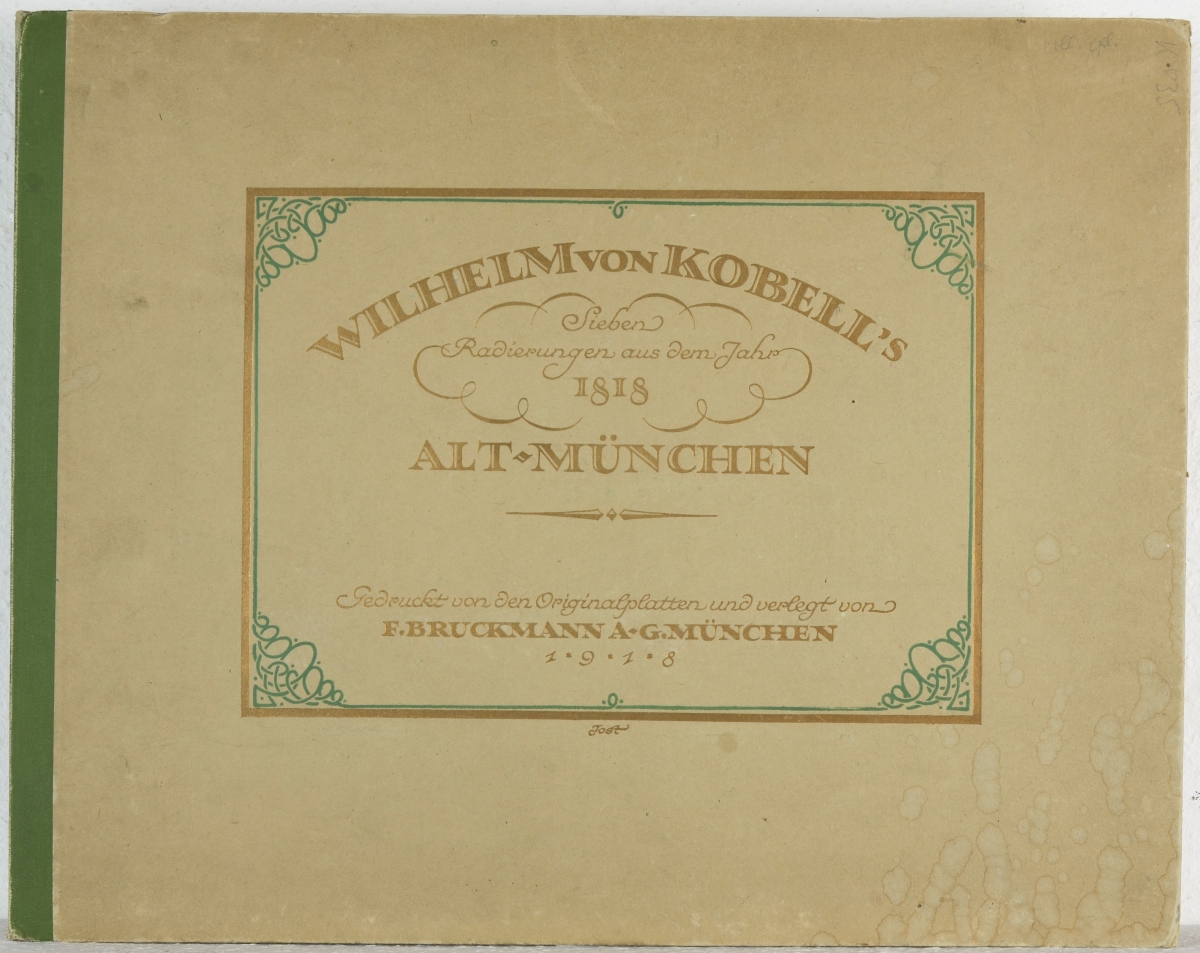 WILHELM VON KOBELL's
Sieben
Radierungen aus dem Jahr
1818
ALT-MÜNCHEN
Gedruckt von den Originalplatten und verlegt von
F. BRUCKMANN A.-G. MÜNCHEN
1 9 1 8
Jost